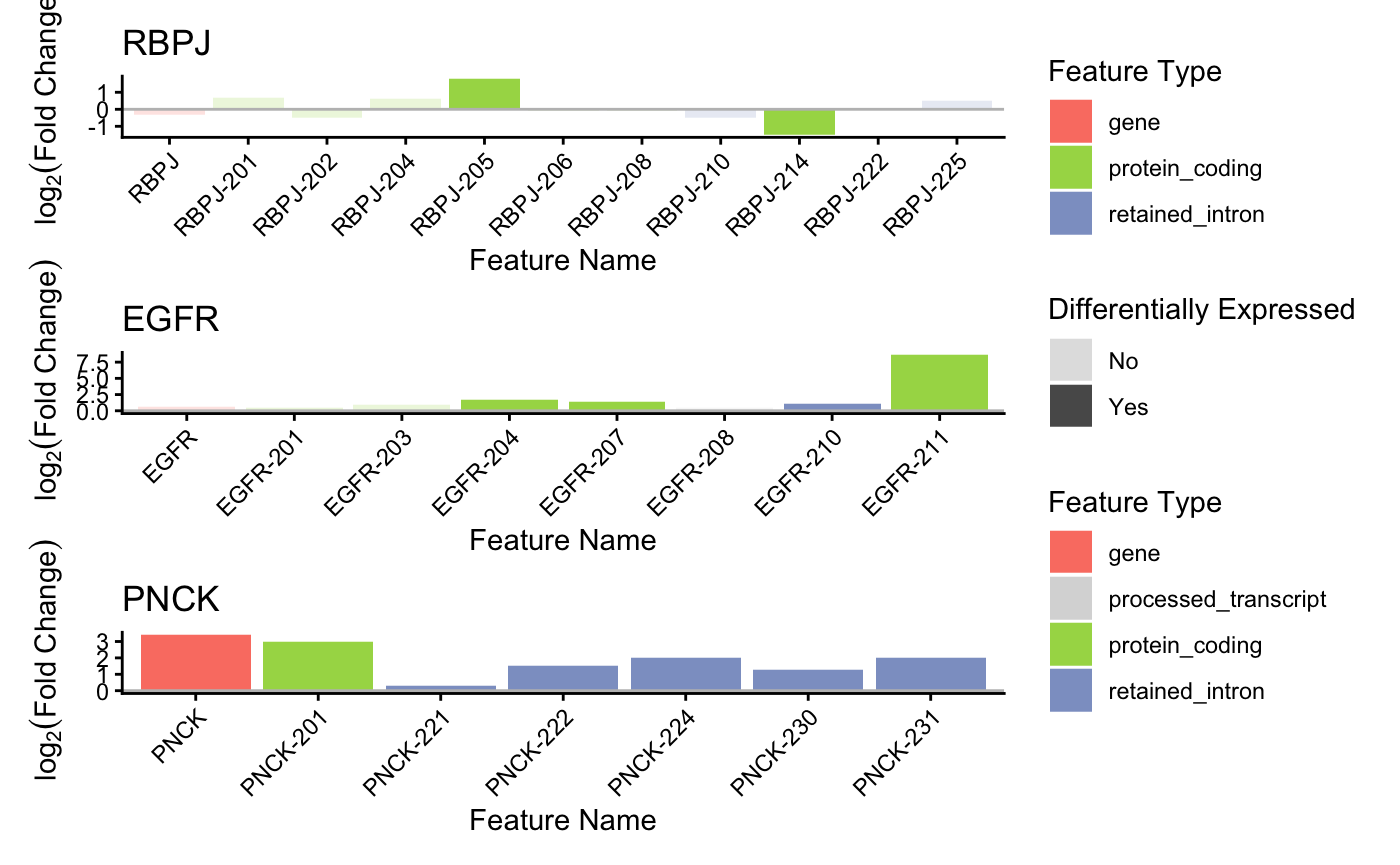 RBPJ
log2(Fold Change
1
0
-1
RBPJ
RBPJ-201
RBPJ-202
RBPJ-204
RBPJ-205
RBPJ-206
RBPJ-208
RBPJ-210
RBPJ-214
RBPJ-222
RBPJ-225
Feature Name
EGFR
log2(Fold Change)
7.5
5.0
2.5
0.0
EGFR
EGFR-201
EGFR-203
EGFR-204
EGFR-207
EGFR-208
EGFR-210
EGFR-211
Feature Name
PNCK
log2(Fold Change)
3
2
1
0
PNCK
PNCK-201
PNCK-221
PNCK-222
PNCK-224
PNCK-230
PNCK-231
Feature Name
Feature Type
gene
protein_coding
retained_intron
Differentially Expressed
No
Yes
Feature Type
gene
processed_transcript
protein_coding
retained_intron